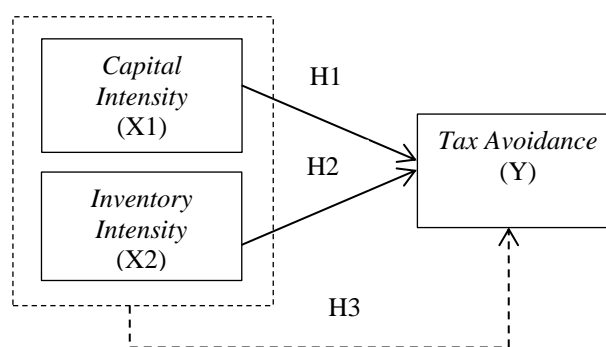 Capital
Intensity
(X1)
H1
Tax Avoidance
(Y)
H2
Inventory
Intensity
(X2)
H3